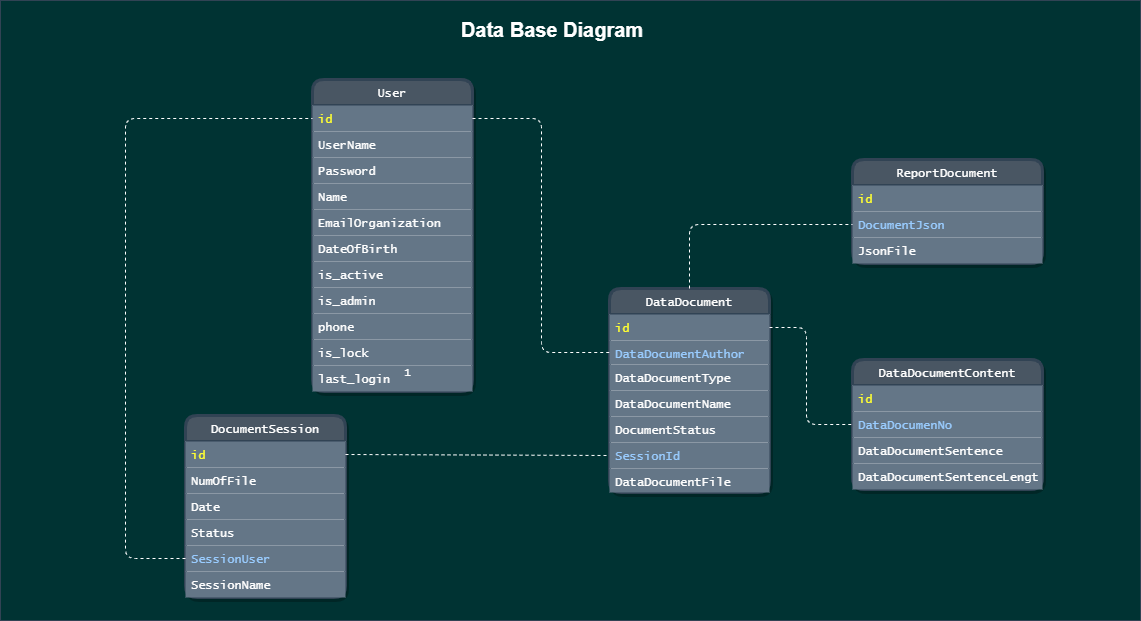 Data Base Diagram
User
id
UserName
Password
Name
EmailOrganization
DateOfBirth
is_active
is_admin
phone
is_lock
last_login 1
DocumentSession
id
NumOfFile
Date
Status
SessionUser
SessionName
DataDocument
id
DataDocumentAuthor
DataDocumentType
DataDocumentName
DocumentStatus
SessionId
DataDocumentFile
ReportDocument
id
DocumentJson
JsonFile
DataDocumentContent
id
DataDocumenNo
DataDocumentSentence
DataDocumentSentenceLengt